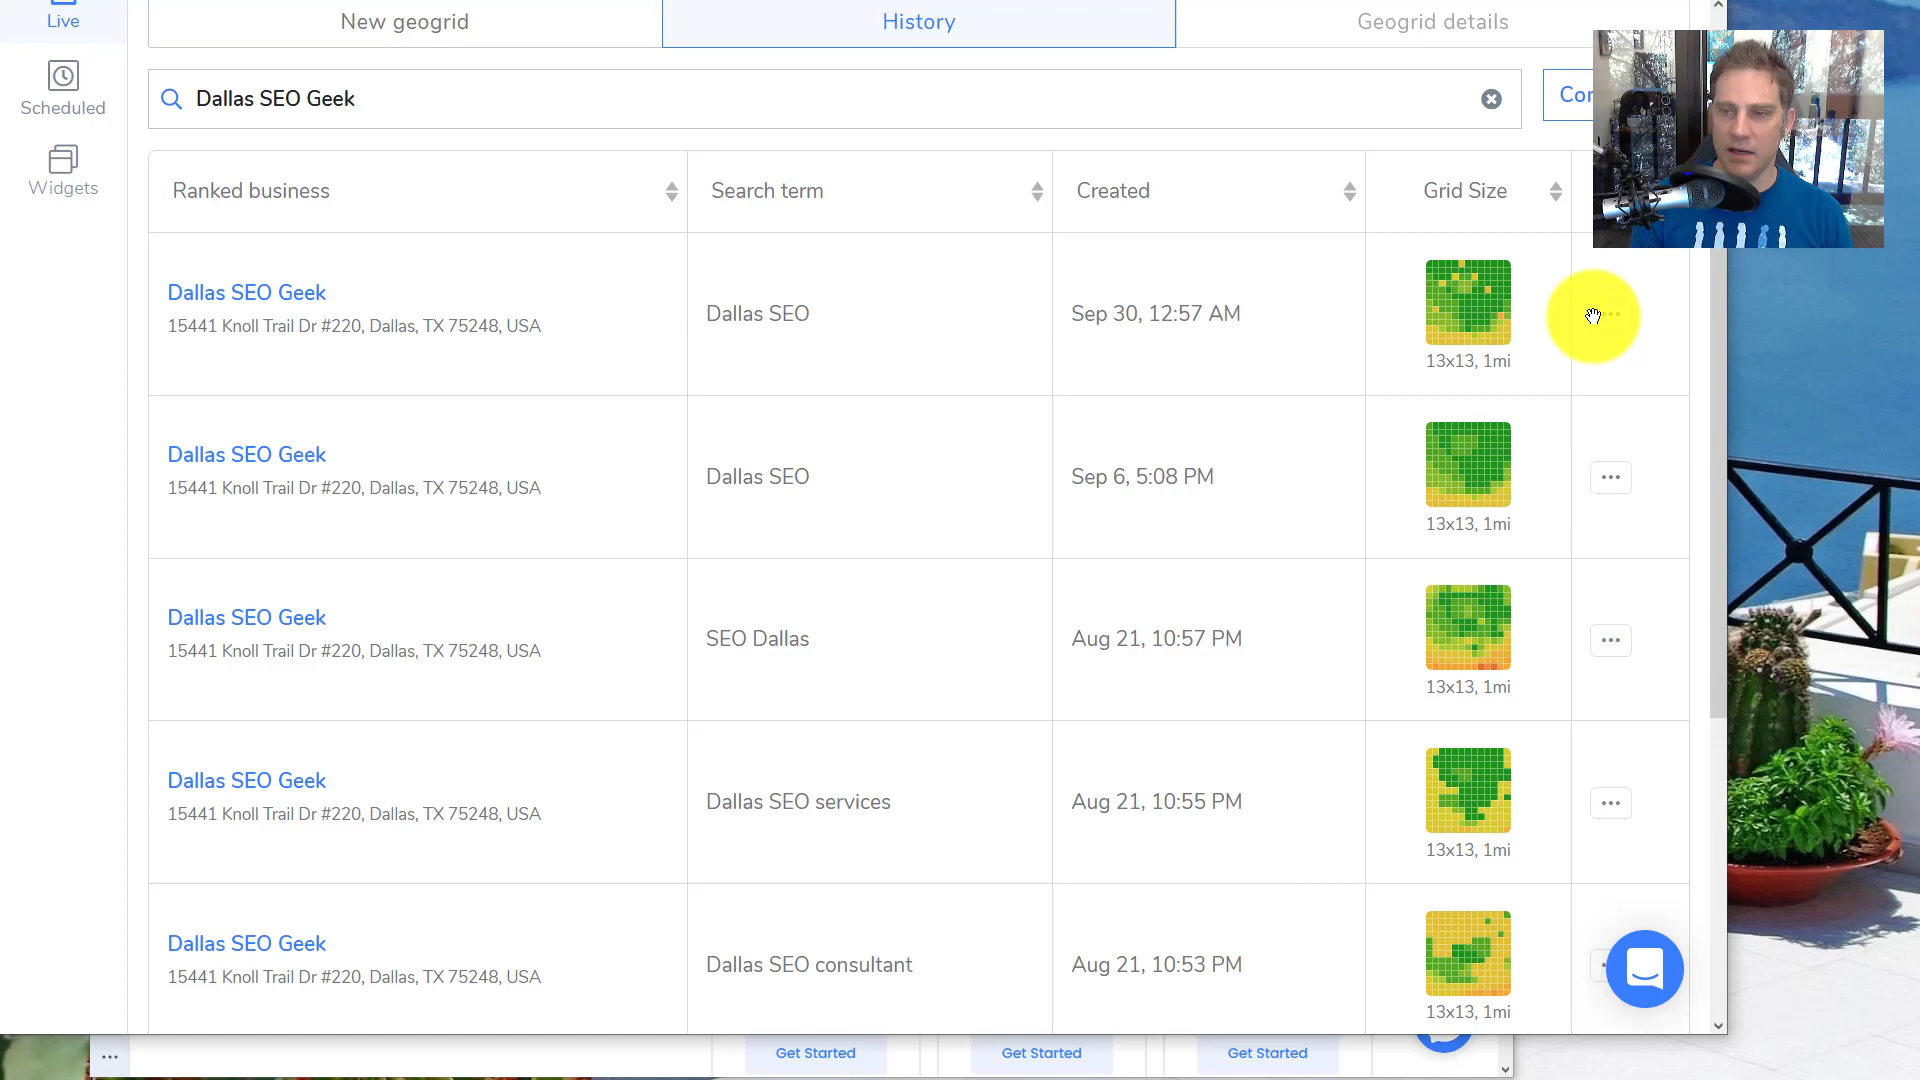 Live
New geogrid
History
Geogrid details
Scheduled
Dallas SEO Geek
Widgets
Ranked business
Search term
Created
Grid Size
Dallas SEO Geek
15441 Knoll Trail Dr #220, Dallas, TX 75248, USA
Dallas SEO
Sep 30, 12:57 AM
13x13, 1mi
Dallas SEO Geek
15441 Knoll Trail Dr #220, Dallas, TX 75248, USA
Dallas SEO
Sep 6, 5:08 PM
13x13, 1mi
Dallas SEO Geek
15441 Knoll Trail Dr #220, Dallas, TX 75248, USA
SEO Dallas
Aug 21, 10:57 PM
13x13, 1mi
Dallas SEO Geek
15441 Knoll Trail Dr #220, Dallas, TX 75248, USA
Dallas SEO services
Aug 21, 10:55 PM
13x13, 1mi
Dallas SEO Geek
15441 Knoll Trail Dr #220, Dallas, TX 75248, USA
Dallas SEO consultant
Aug 21, 10:53 PM
13x13, 1mi
Get Started
Get Started
Get Started